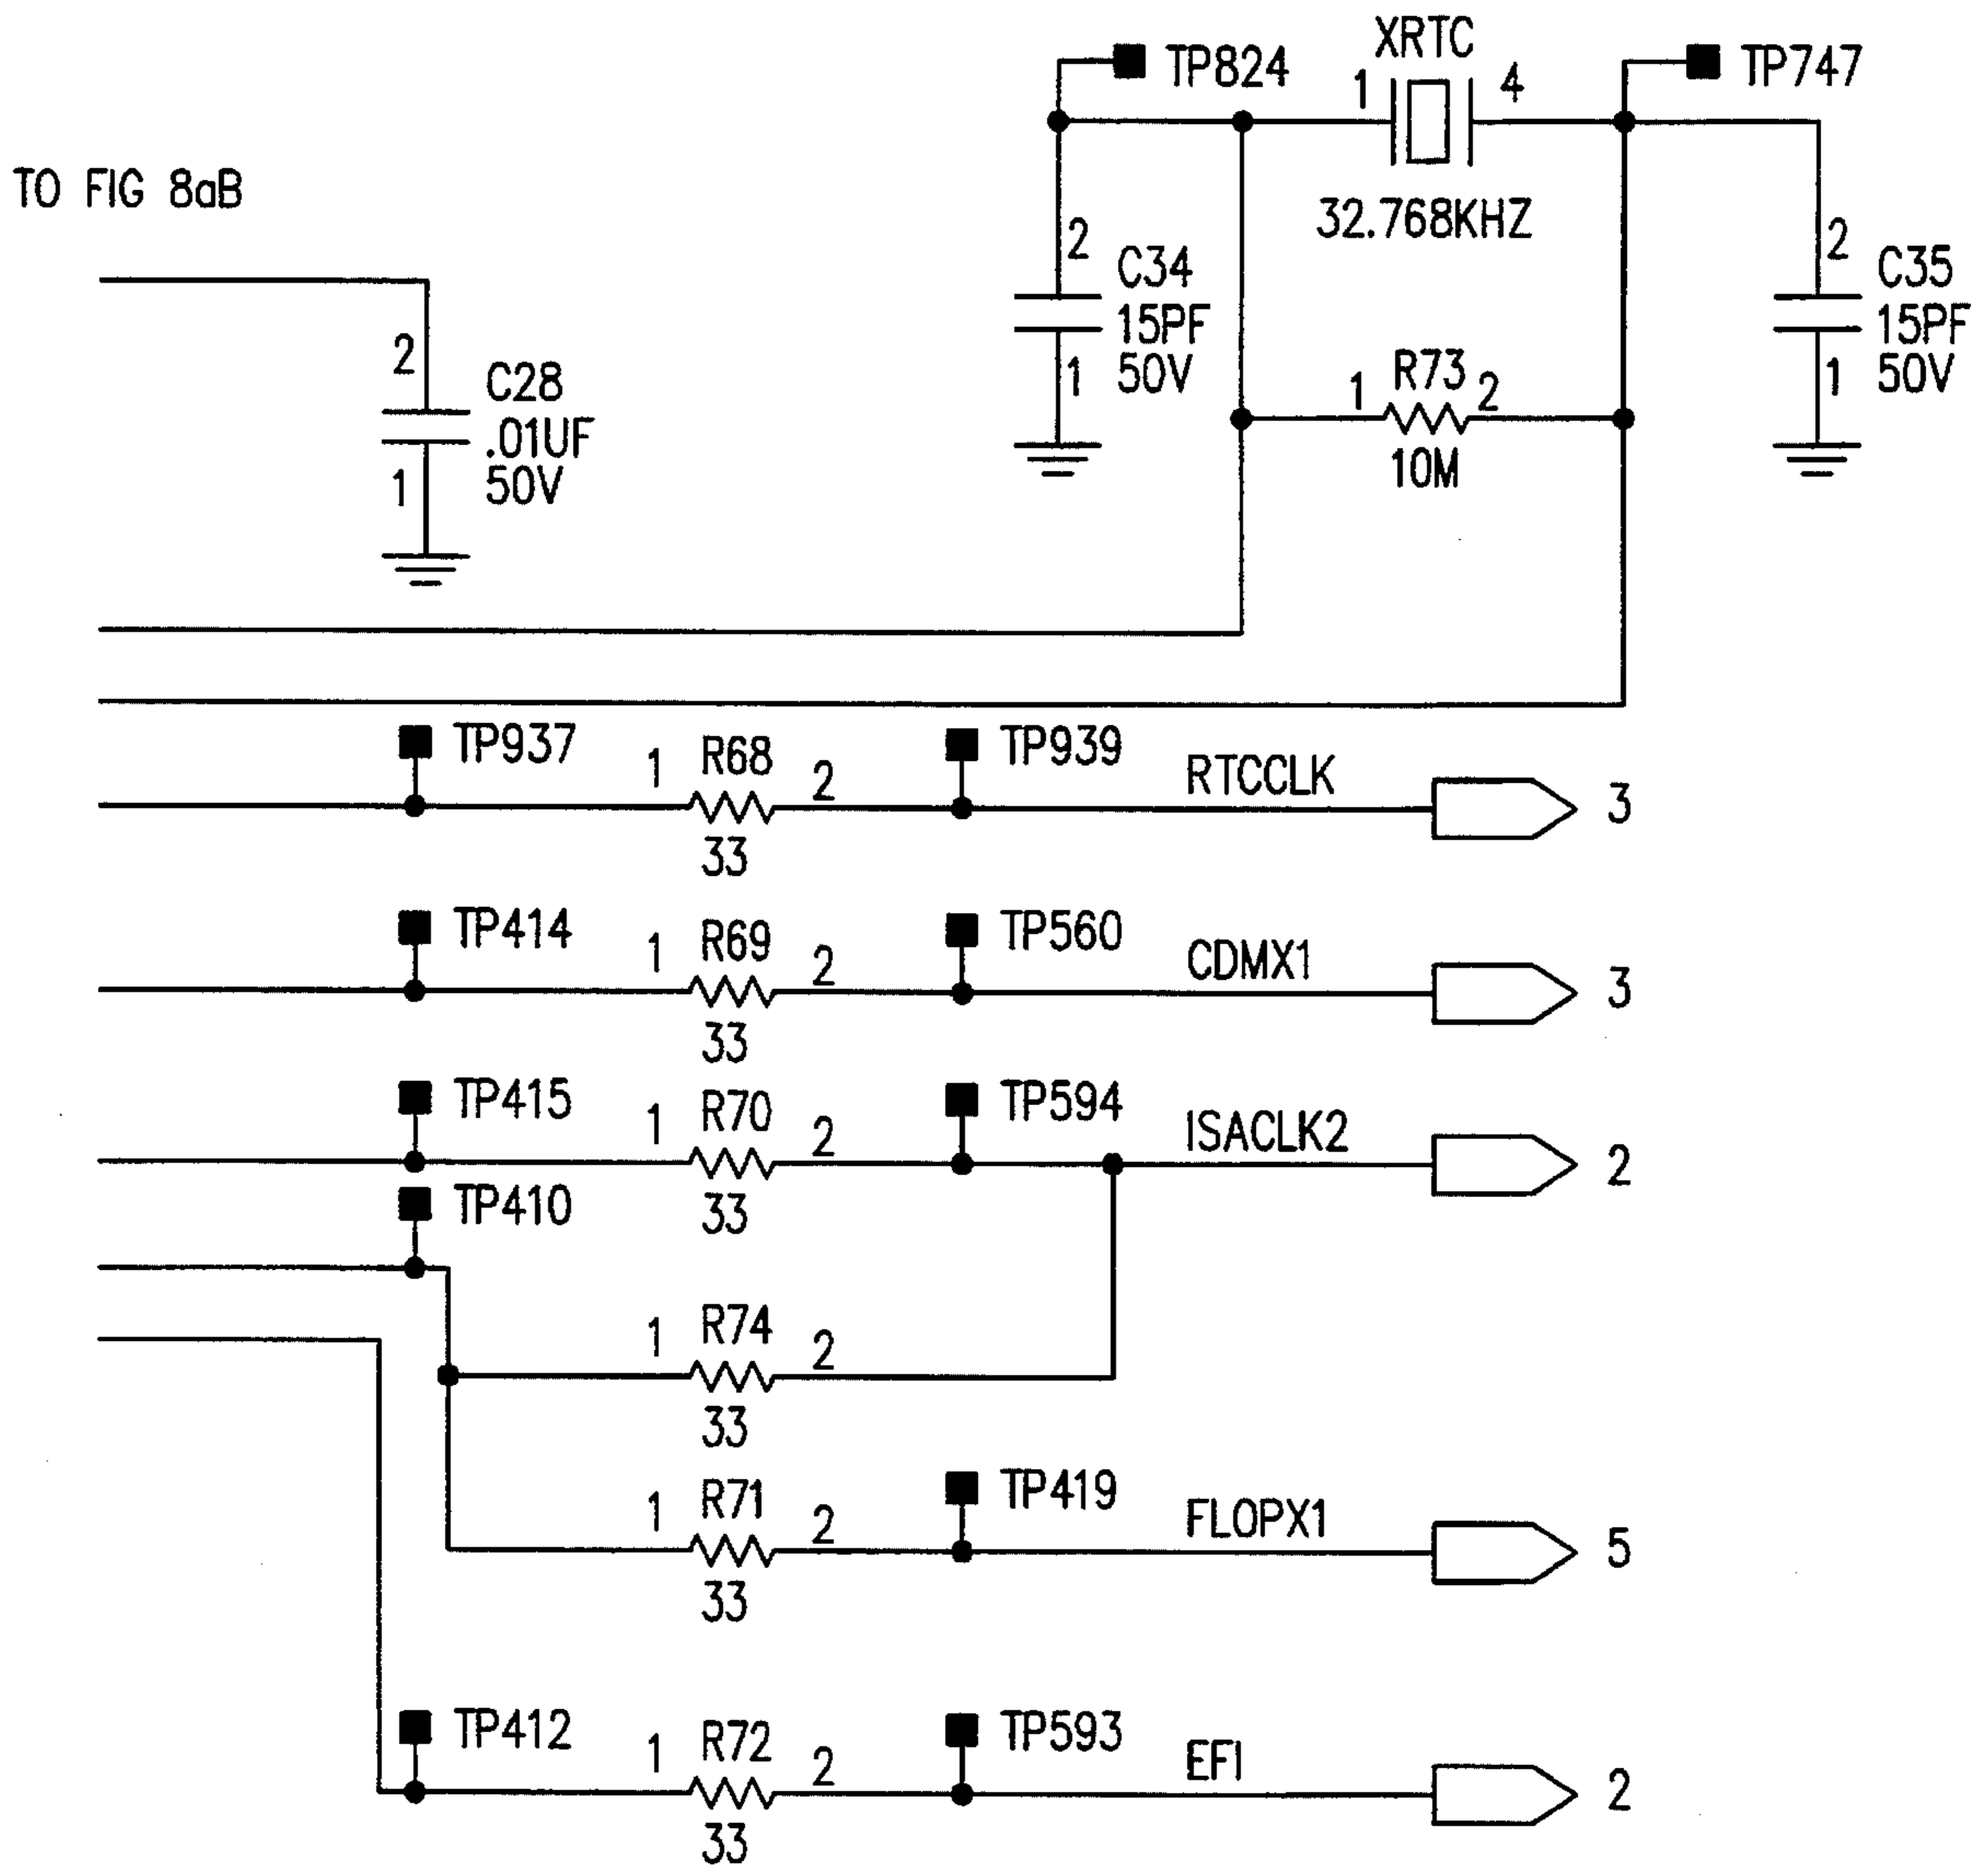 XRTC
TP824
1
4
TP747
TO FIG 8aB
32.768KHZ
2
C34
15PF
50V
1
2
C35
15PF
50V
1
2
C28
.01UF
50V
1
1
R73
2
10M
TP937
1
R68
2
33
TP939
RTCCLK
3
TP414
1
R69
2
33
TP560
CDMX1
3
TP415
1
R70
2
33
TP594
ISACLK2
2
TP410
1
R74
2
33
1
R71
2
33
TP419
FLOPX1
5
TP412
1
R72
2
33
TP593
EFI
2